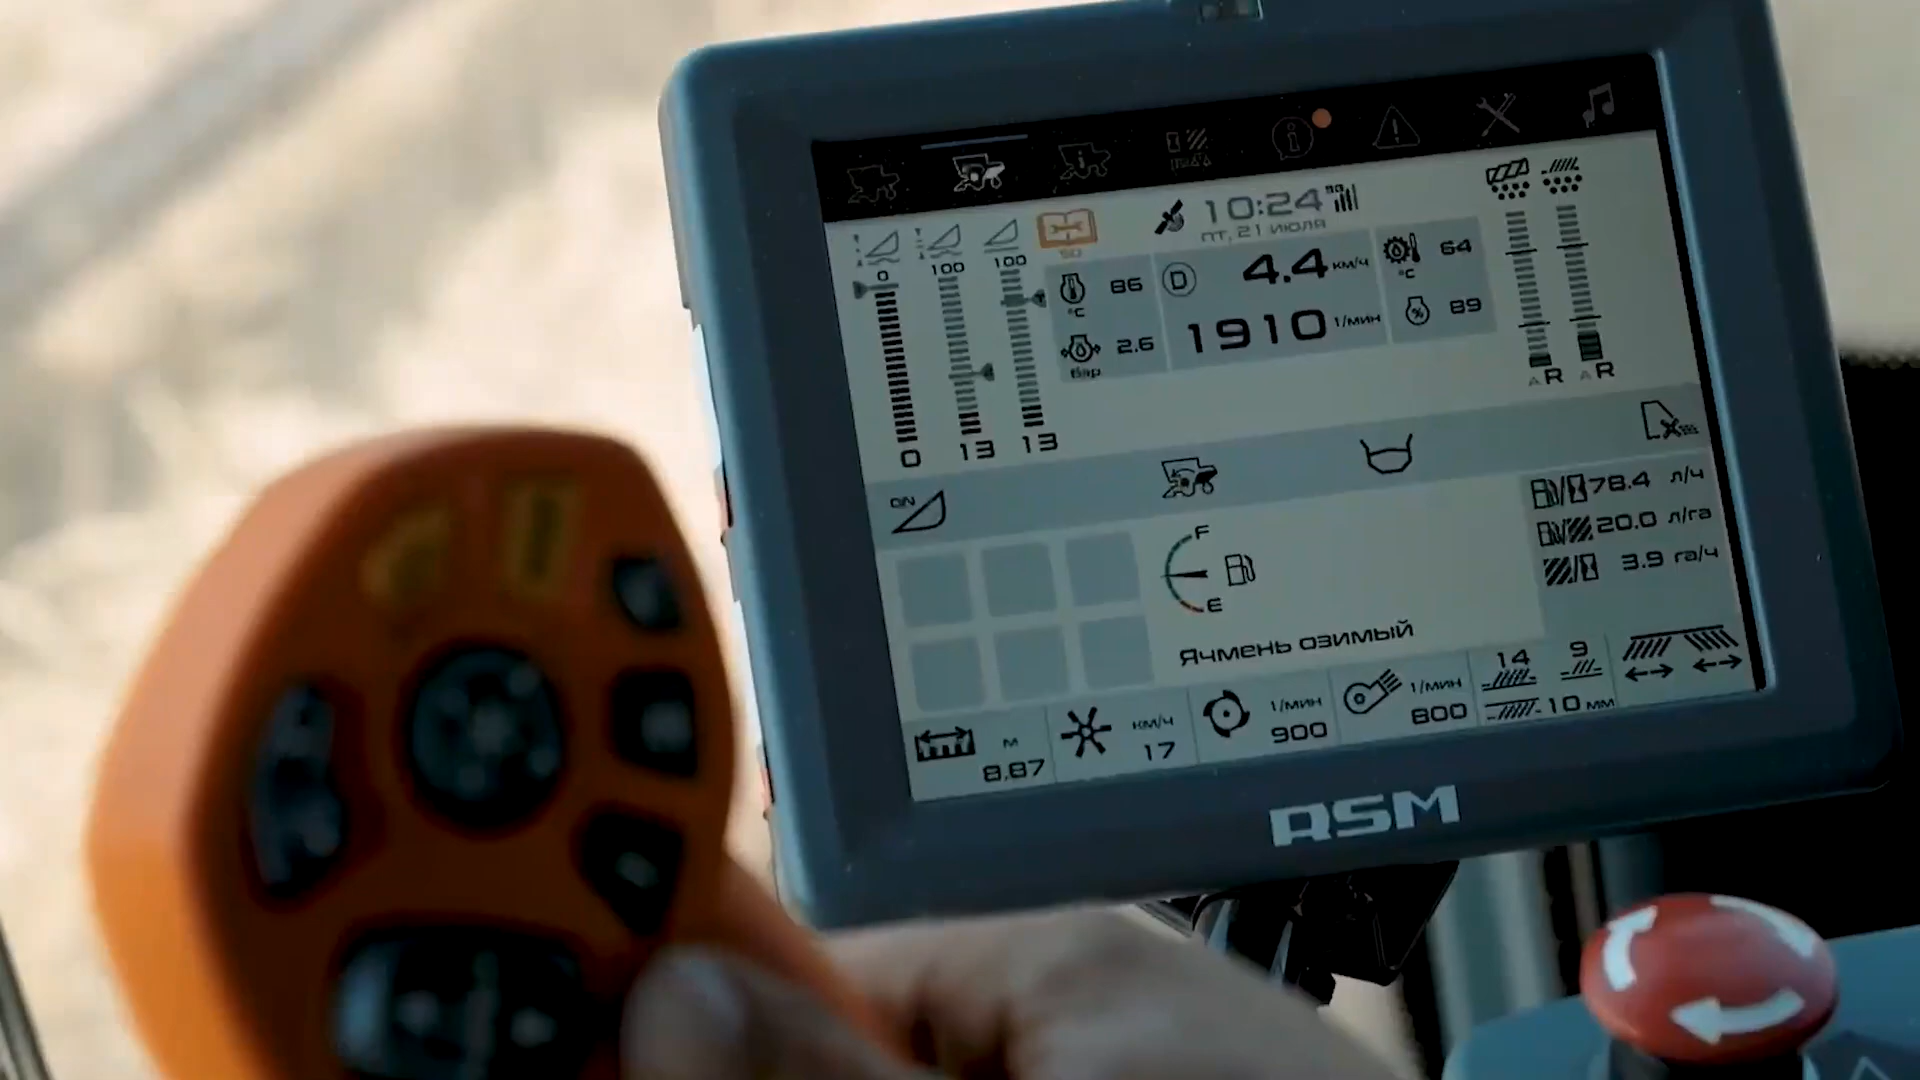 10:24
пт, 21 июля
0 100 100
50
86 °C
D 4.4 км/ч
64 °C
2.6 бар
1910 1/мин
89 %
A R A R
0 13 13
ON
78.4 л/ч
F
20.0 л/га
3.9 га/ч
E
Ячмень озимый
м 8,87
км/ч 17
1/мин 900
1/мин 800
14 9
10 мм
RSM